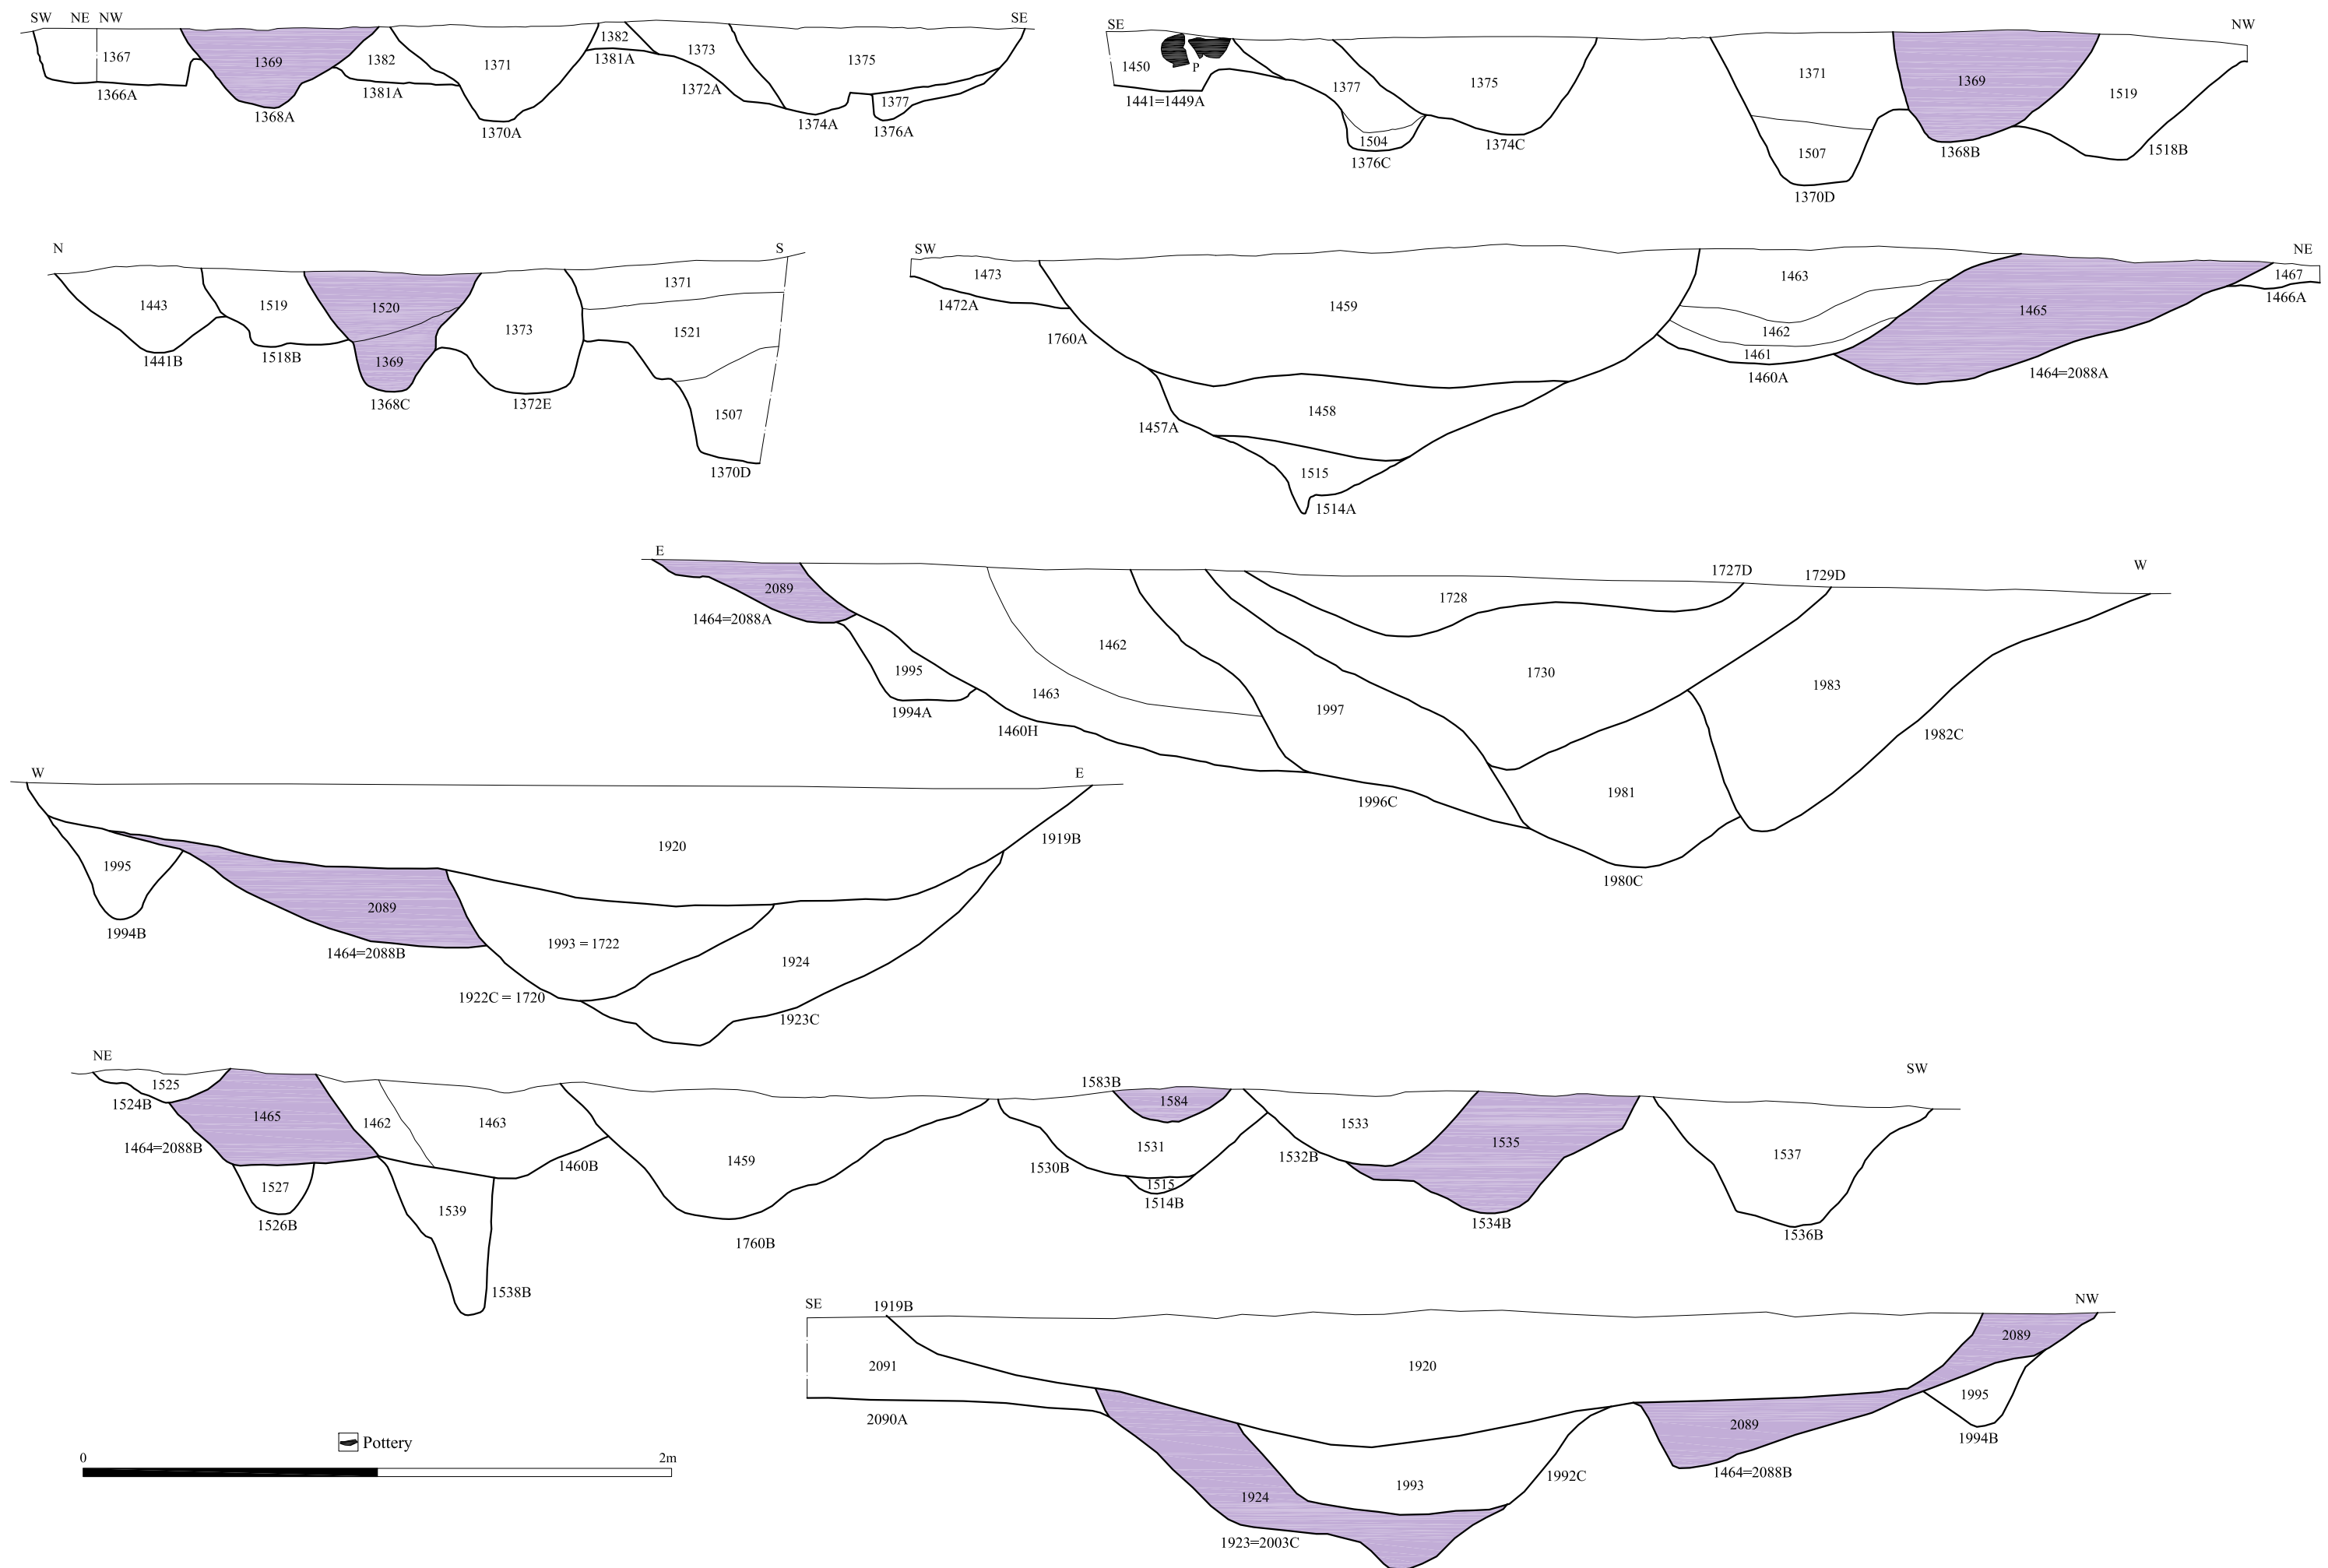 SW NE NW SE
1367 1369 1382 1371 1382 1373 1375
1366A 1368A 1381A 1370A 1381A 1372A 1374A 1377 1376A
SE NW
1450 P 1377 1375 1371 1369 1519
1441=1449A 1504 1376C 1374C 1507 1370D 1368B 1518B
N S
1443 1519 1520 1373 1371
1521
1369
1441B 1518B 1368C 1372E 1507
1370D
SW NE
1473 1459 1463 1465 1467
1472A 1760A 1462 1466A
1461
1460A 1464=2088A
1458
1457A
1515
1514A
E 1727D 1729D W
2089 1728
1464=2088A 1462
1995 1463 1730 1983
1994A 1460H 1997 1982C
1996C 1981
1980C
W E
1920 1919B
1995
2089
1994B 1464=2088B 1993 = 1722 1924
1922C = 1720 1923C
NE SW
1525 1583B 1584
1524B 1465 1462 1463 1533
1464=2088B 1460B 1459 1530B 1531 1532B 1535 1537
1527 1515
1526B 1539 1514B 1534B 1536B
1760B
1538B
SE 1919B NW
2089
2091 1920
2090A 2089 1995
1994B
1993 1992C 1464=2088B
1924
1923=2003C
Pottery
0 2m